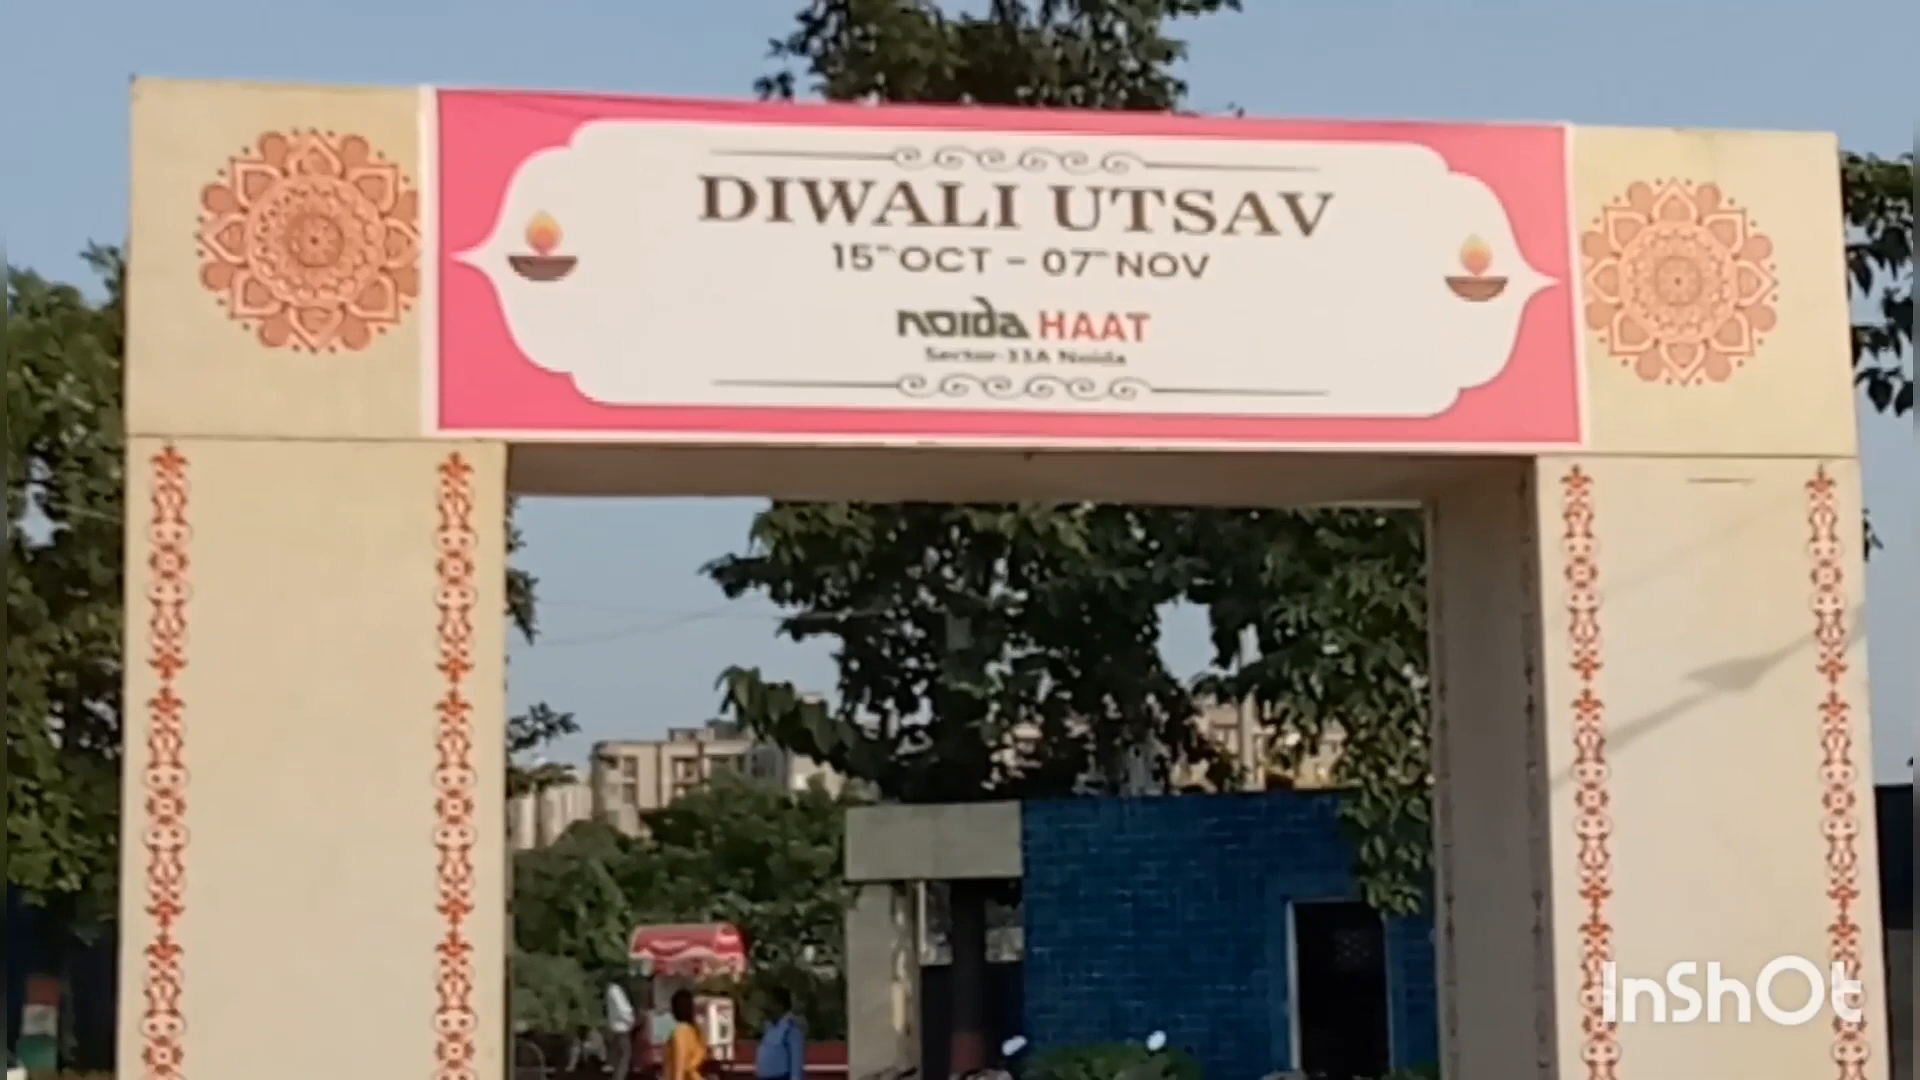 DIWALI UTSAV
15TH OCT - 07TH NOV
NOIDA HAAT
Sector-33A Noida
InShOt